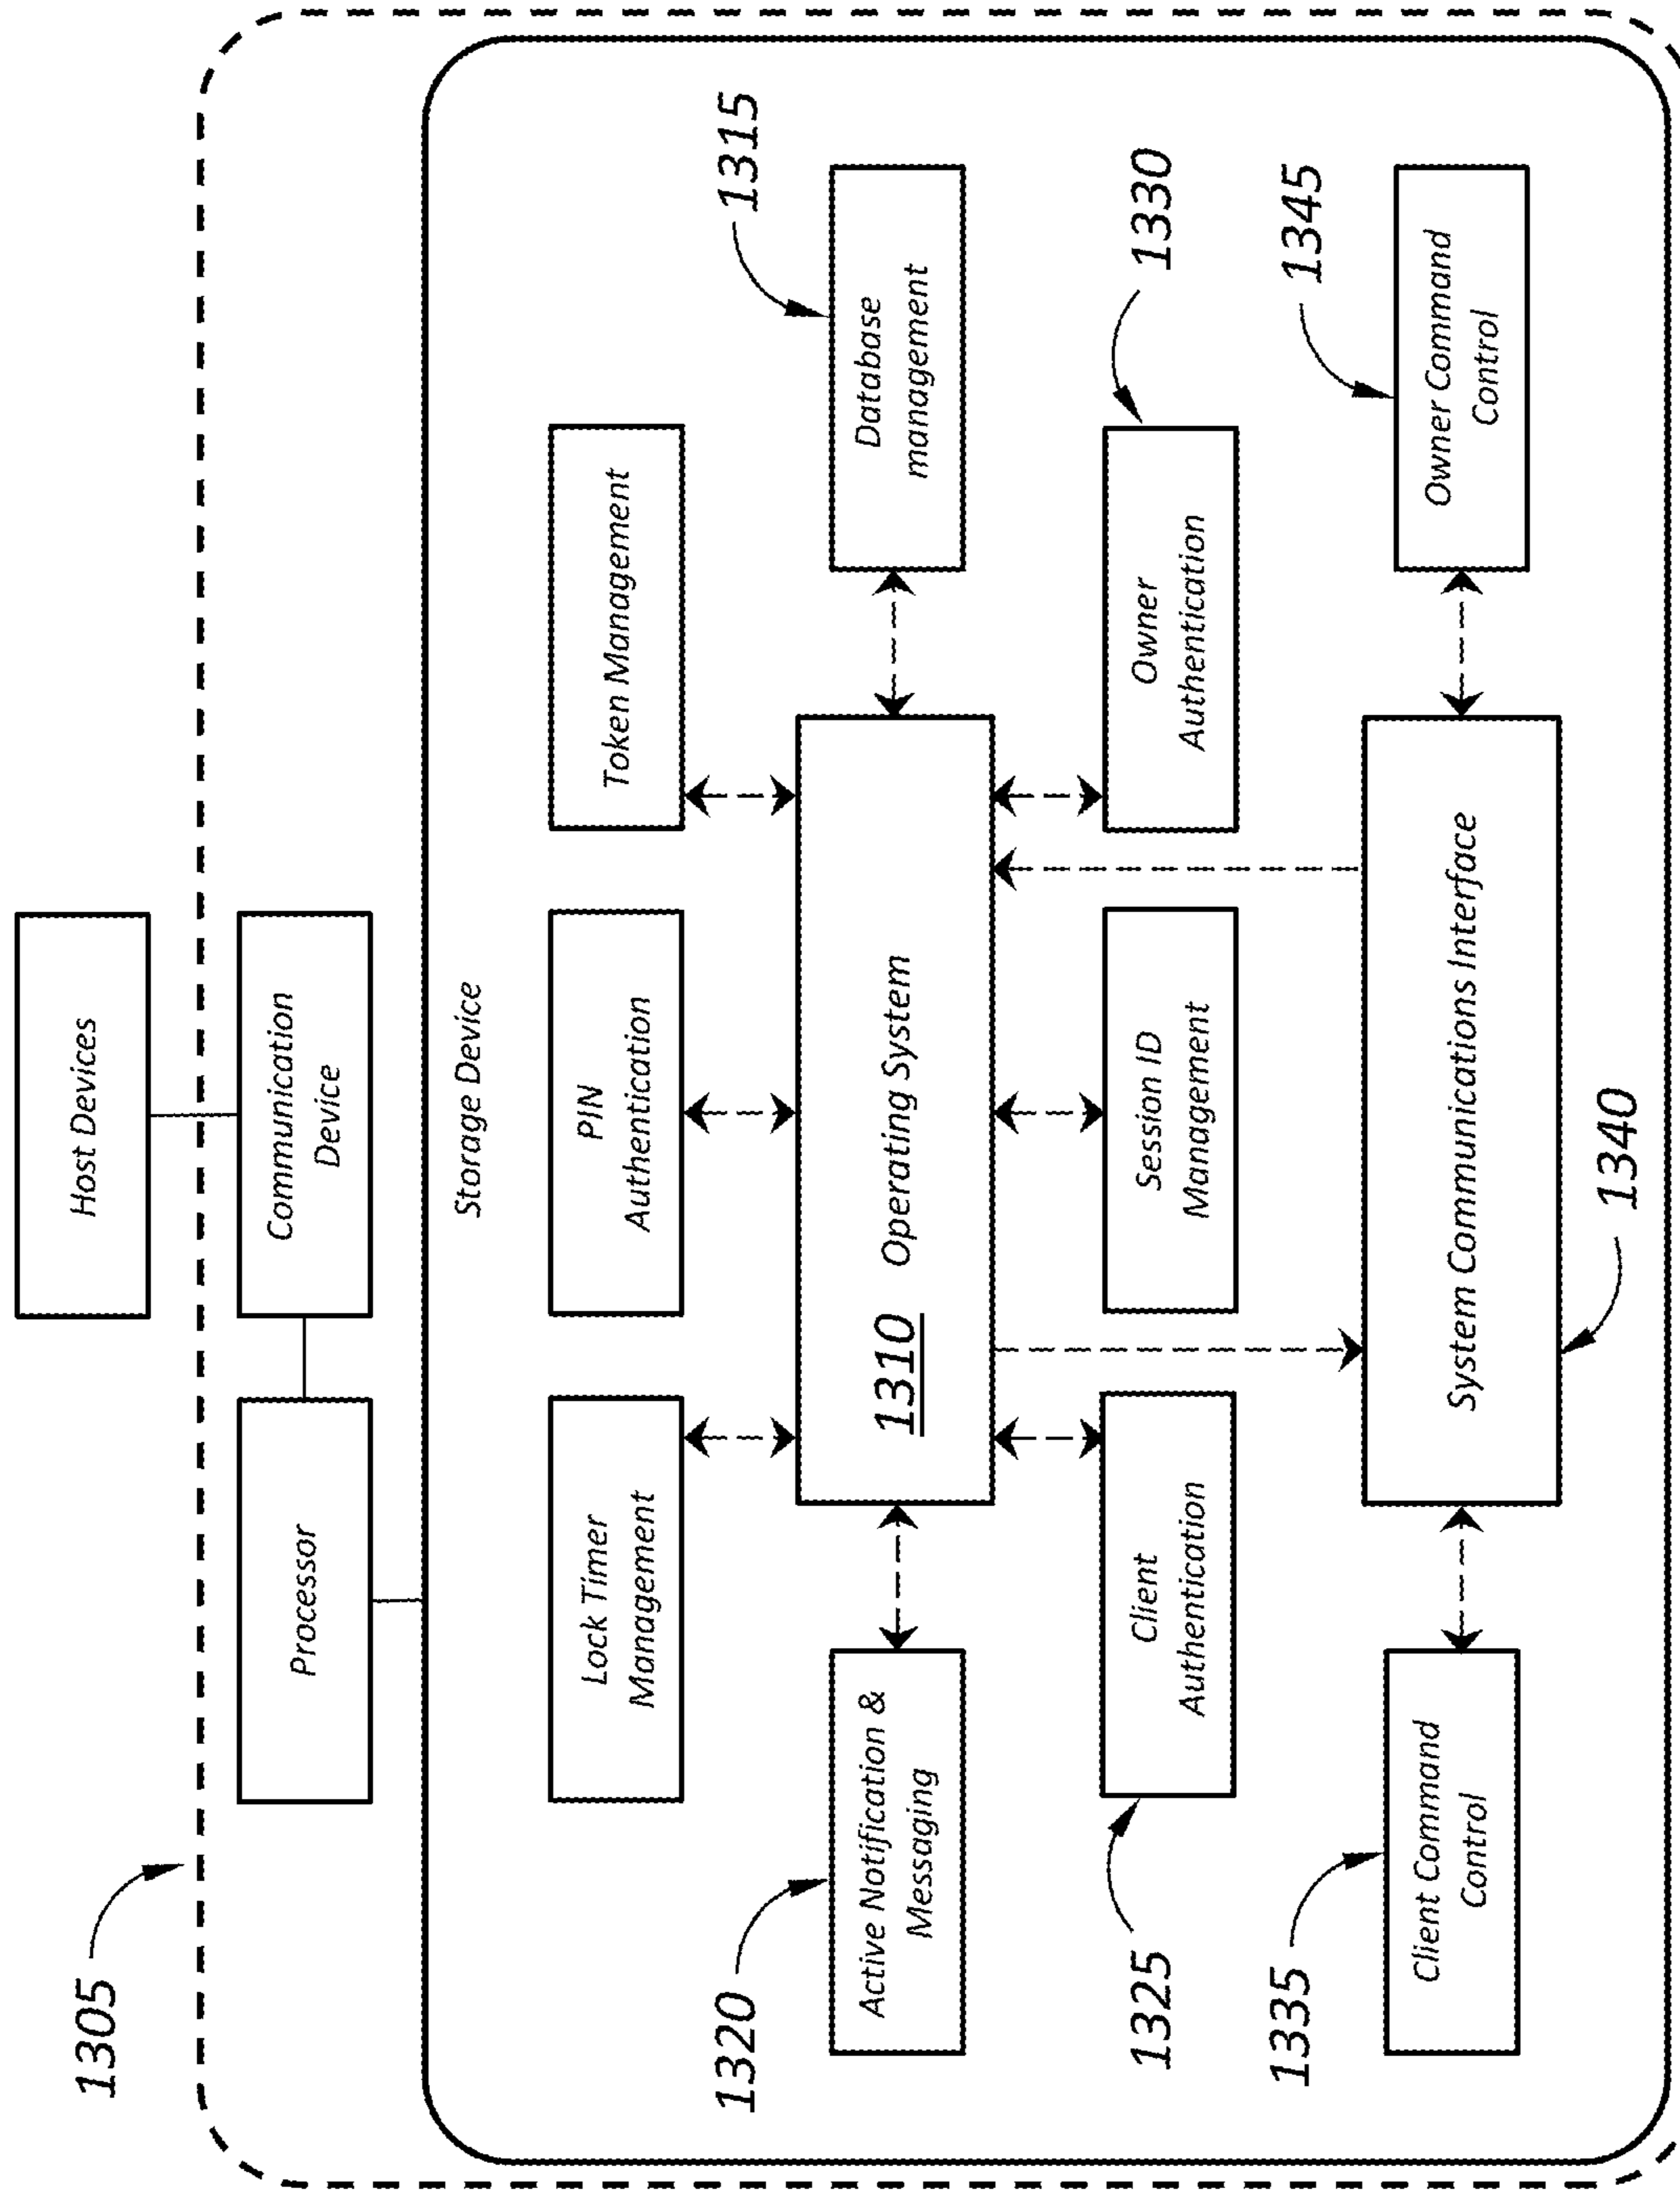 Host Devices
1305
Processor
Communication
Device
Storage Device
Lock Timer
Management
PIN
Authentication
Token Management
1320
1315
Active Notification &
Messaging
1310 Operating System
Database
management
1325
1330
Client
Authentication
Session ID
Management
Owner
Authentication
1335
1345
Client Command
Control
System Communications Interface
Owner Command
Control
1340